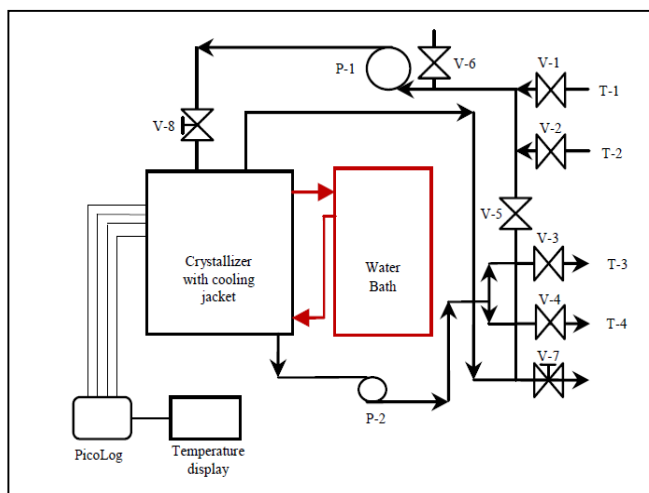 P-1
V-6
V-1
T-1
V-8
V-2
T-2
V-5
Crystallizer
with cooling
jacket
Water
Bath
V-3
T-3
V-4
T-4
V-7
P-2
PicoLog
Temperature
display